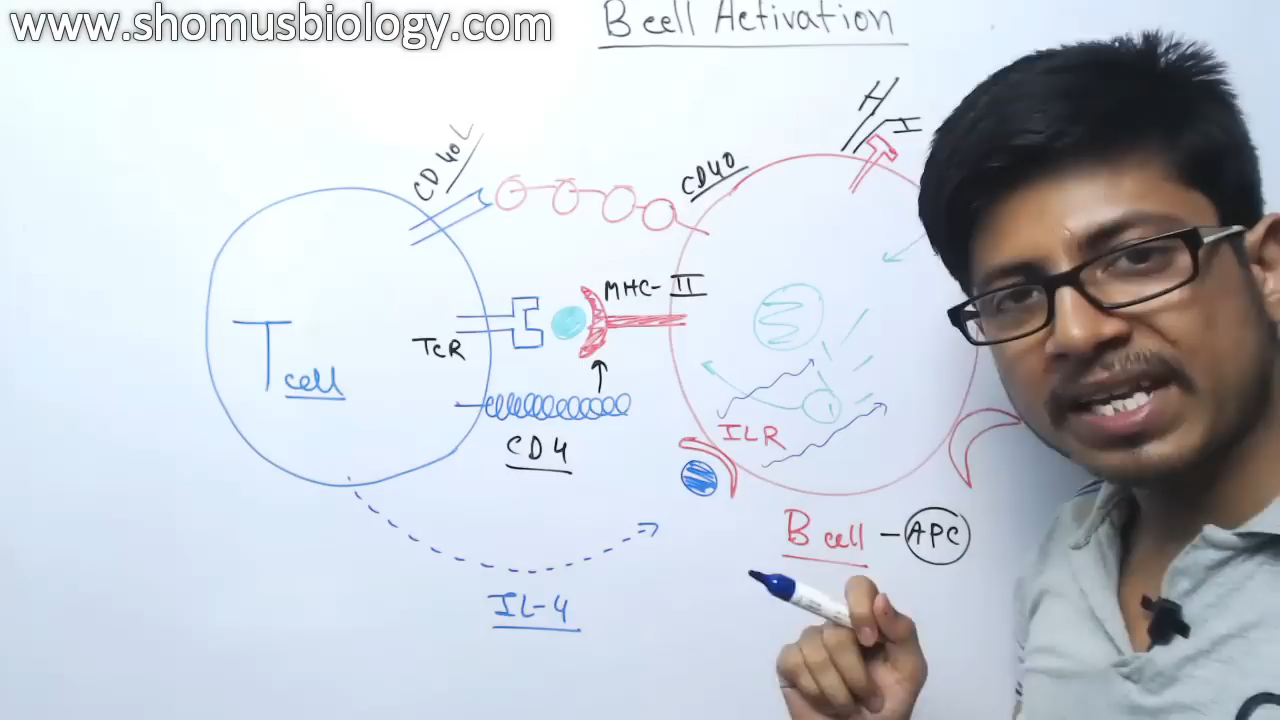 www.shomusbiology.com
B cell Activation
H
I
CD40L
CD40
MHC-II
TCR
T cell
ILR
CD4
B cell - APC
IL-4